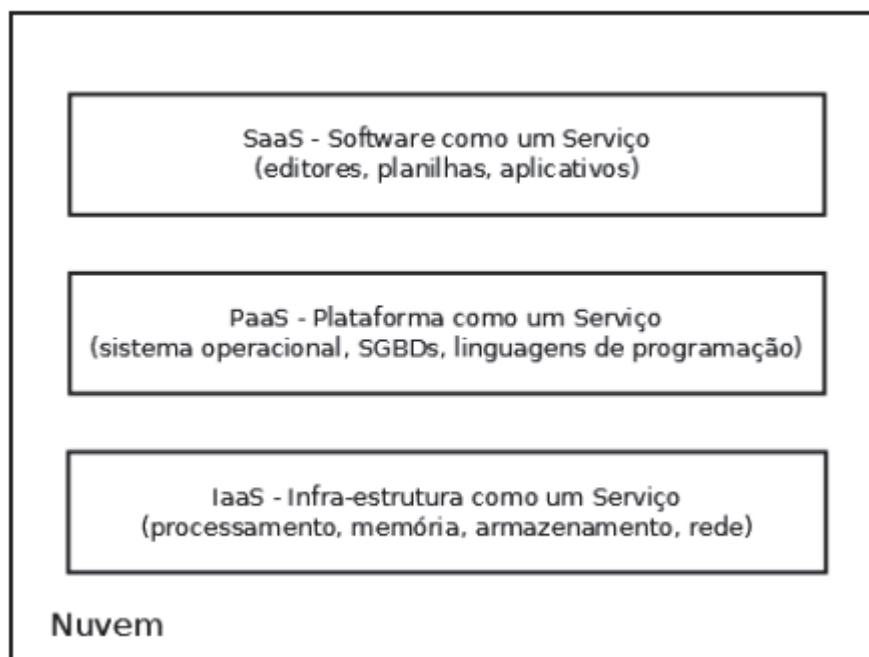 SaaS - Software como um Serviço
(editores, planilhas, aplicativos)
PaaS - Plataforma como um Serviço
(sistema operacional, SGBDs, linguagens de programação)
IaaS - Infra-estrutura como um Serviço
(processamento, memória, armazenamento, rede)
Nuvem